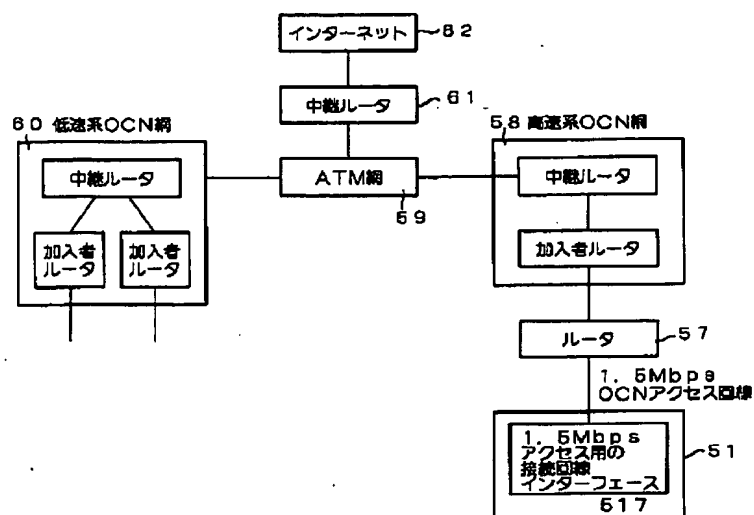 インターネット
62
中継ルータ
61
60 低速系OCN網
58 高速系OCN網
中継ルータ
ATM網
59
中継ルータ
加入者
ルータ
加入者
ルータ
加入者ルータ
ルータ
57
1.5Mbps
OCNアクセス回線
1.5Mbps
アクセス用の
接続回線
インターフェース
517
51